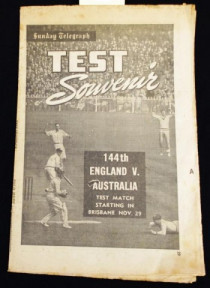 Sunday Telegraph
TEST
Souvenir
144th
ENGLAND V.
AUSTRALIA
TEST MATCH
STARTING IN
BRISBANE NOV. 29
A